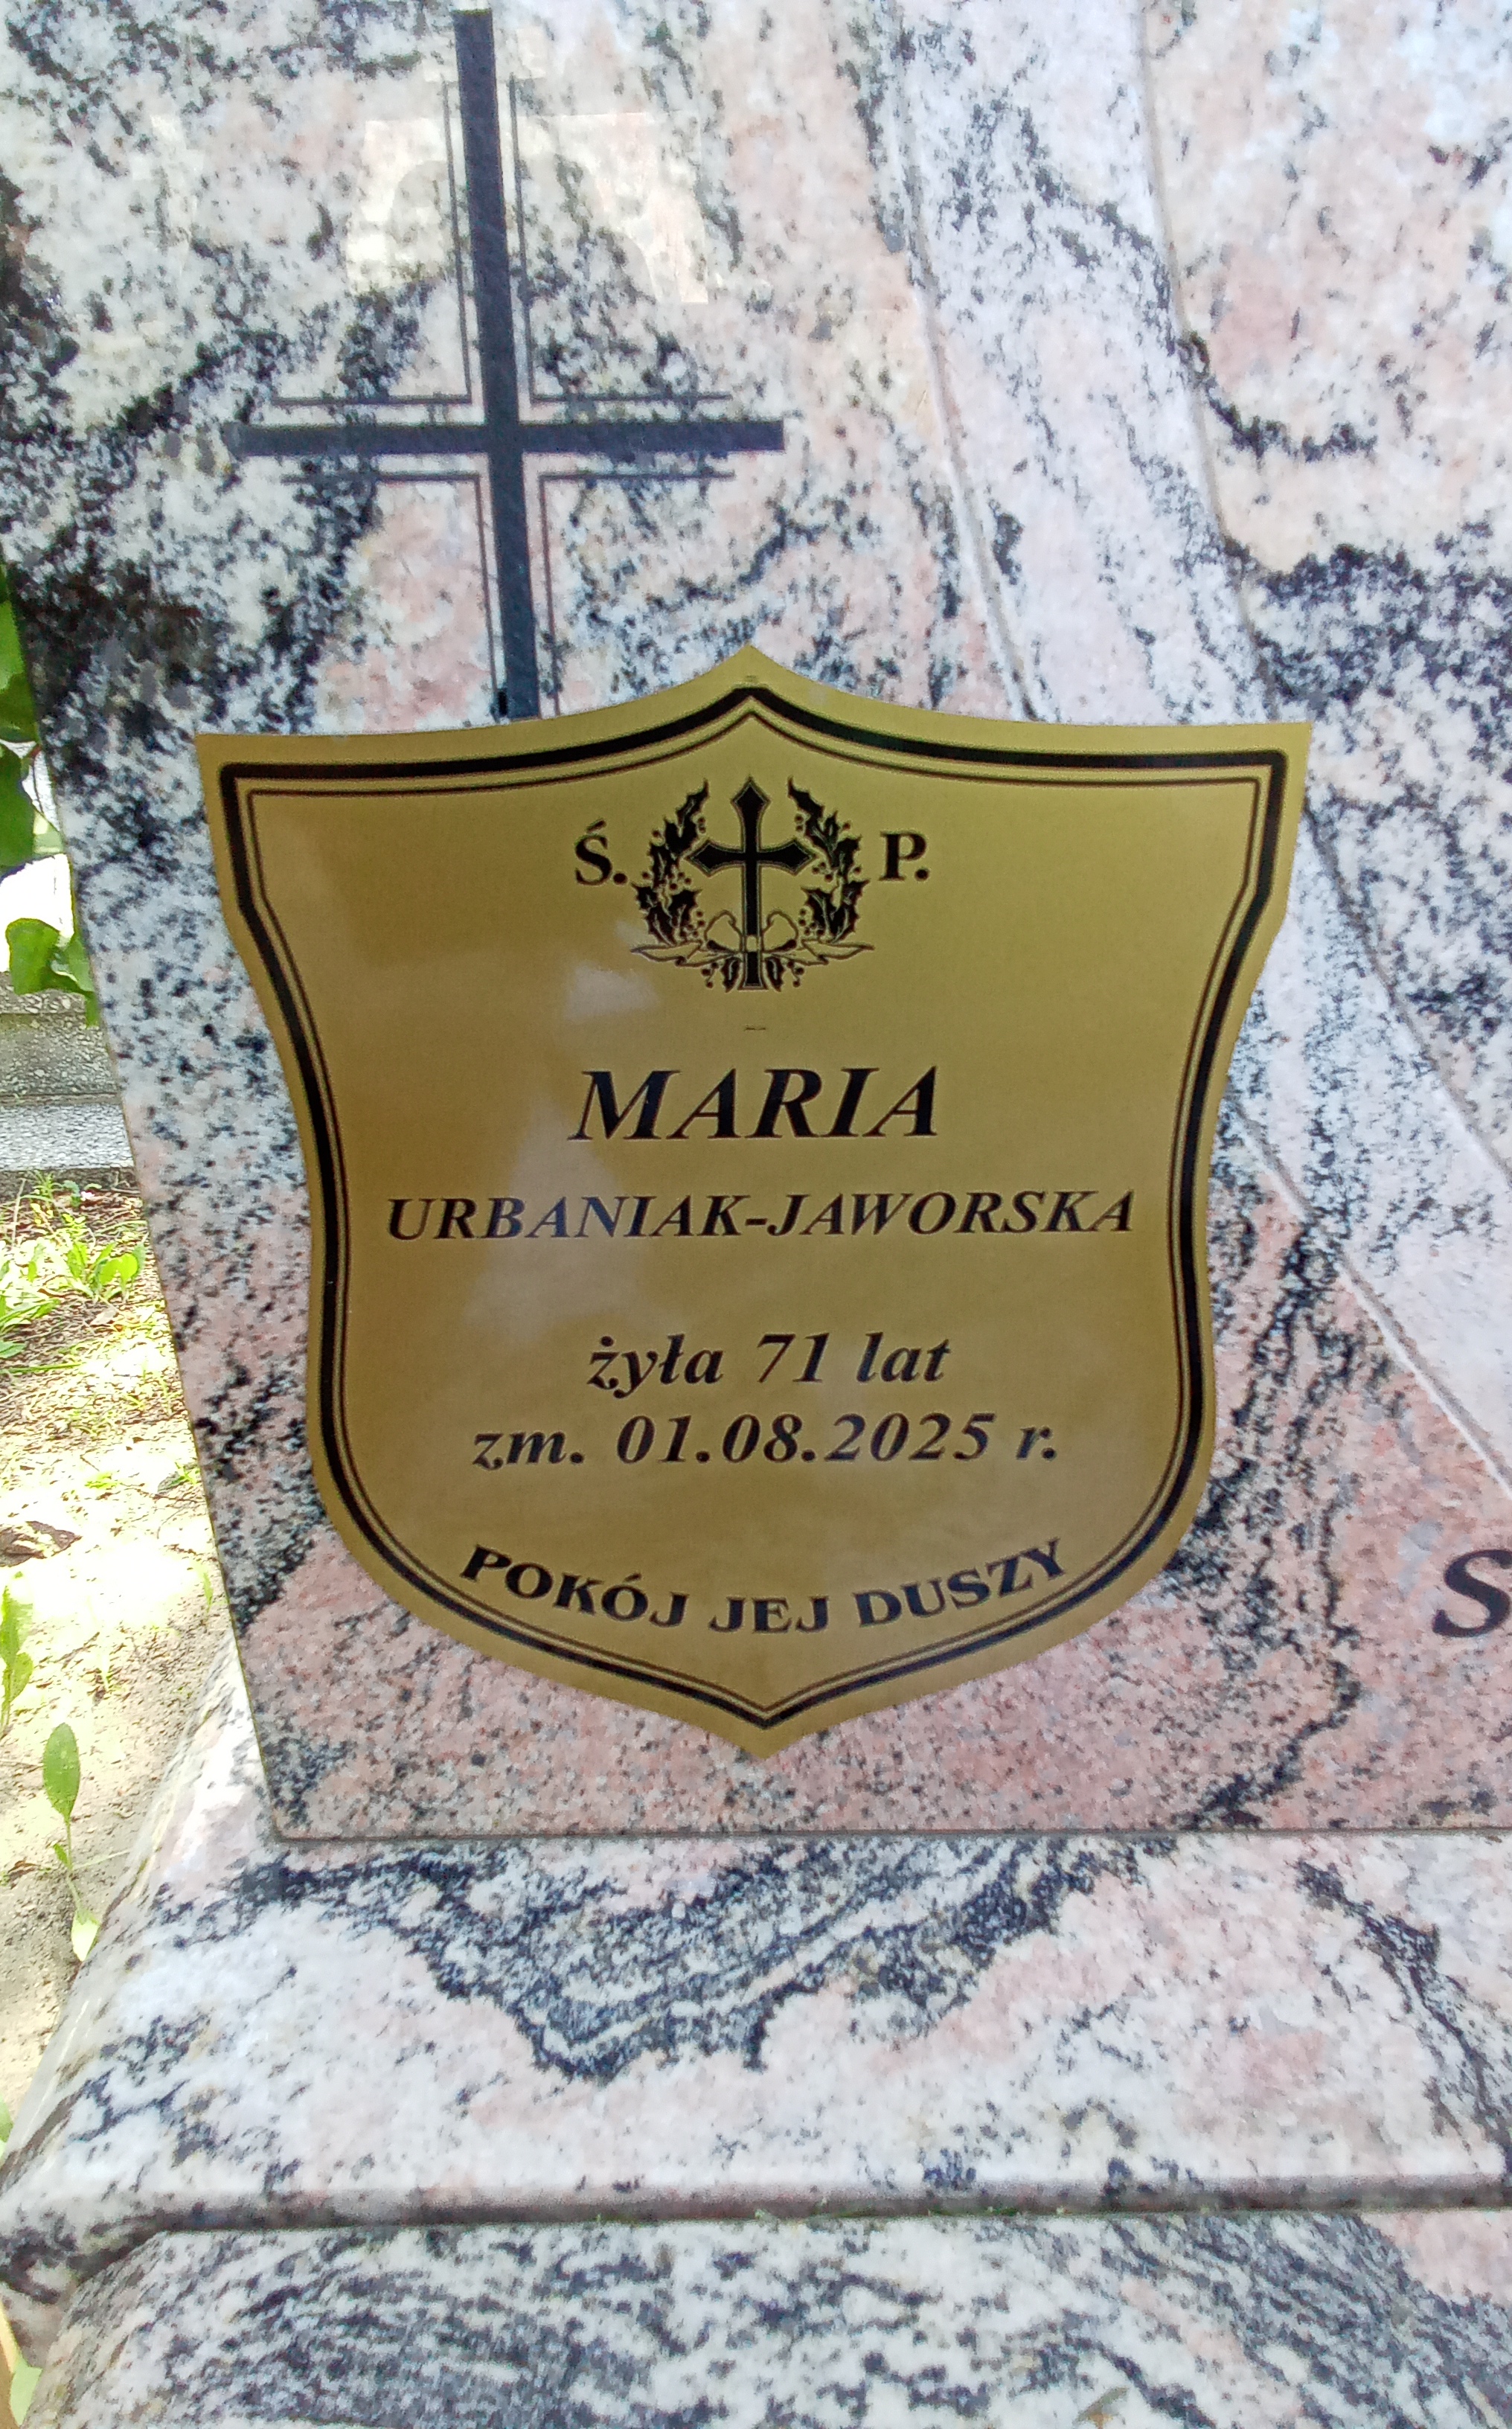 Ś. P.
MARIA
URBANIAK-JAWORSKA
żyła 71 lat
zm. 01.08.2025 r.
POKÓJ JEJ DUSZY
S